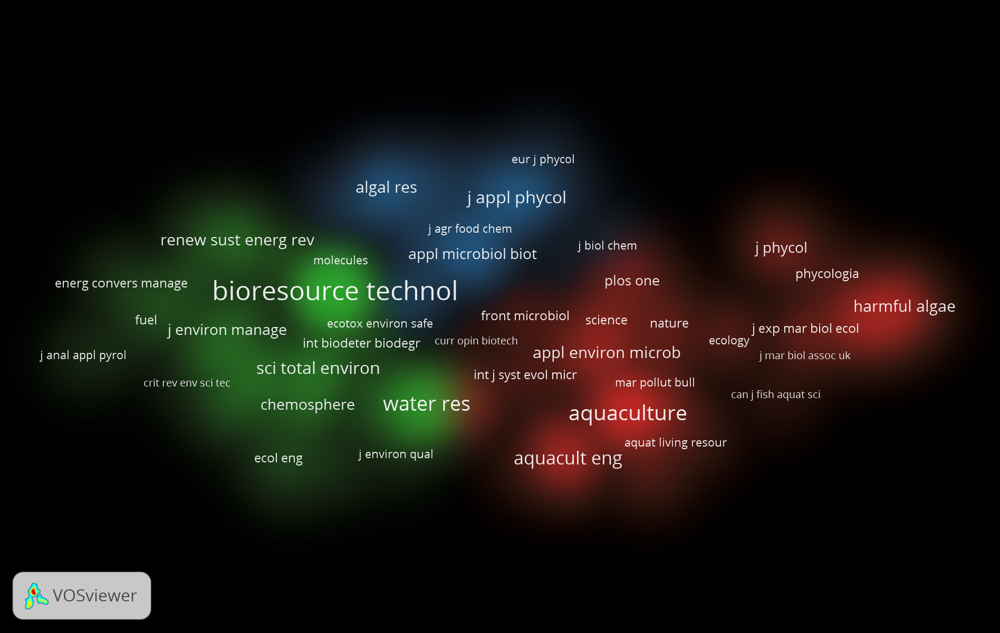 eur j phycol
algal res
j appl phycol
j agr food chem
renew sust energ rev
j biol chem
j phycol
appl microbiol biot
molecules
phycologia
plos one
energ convers manage
bioresource technol
harmful algae
front microbiol
fuel
science
nature
ecotox environ safe
j exp mar biol ecol
j environ manage
int biodeter biodegr
curr opin biotech
ecology
appl environ microb
j anal appl pyrol
j mar biol assoc uk
sci total environ
int j syst evol micr
crit rev env sci tec
mar pollut bull
can j fish aquat sci
chemosphere
water res
aquaculture
aquat living resour
j environ qual
ecol eng
aquacult eng
VOSviewer